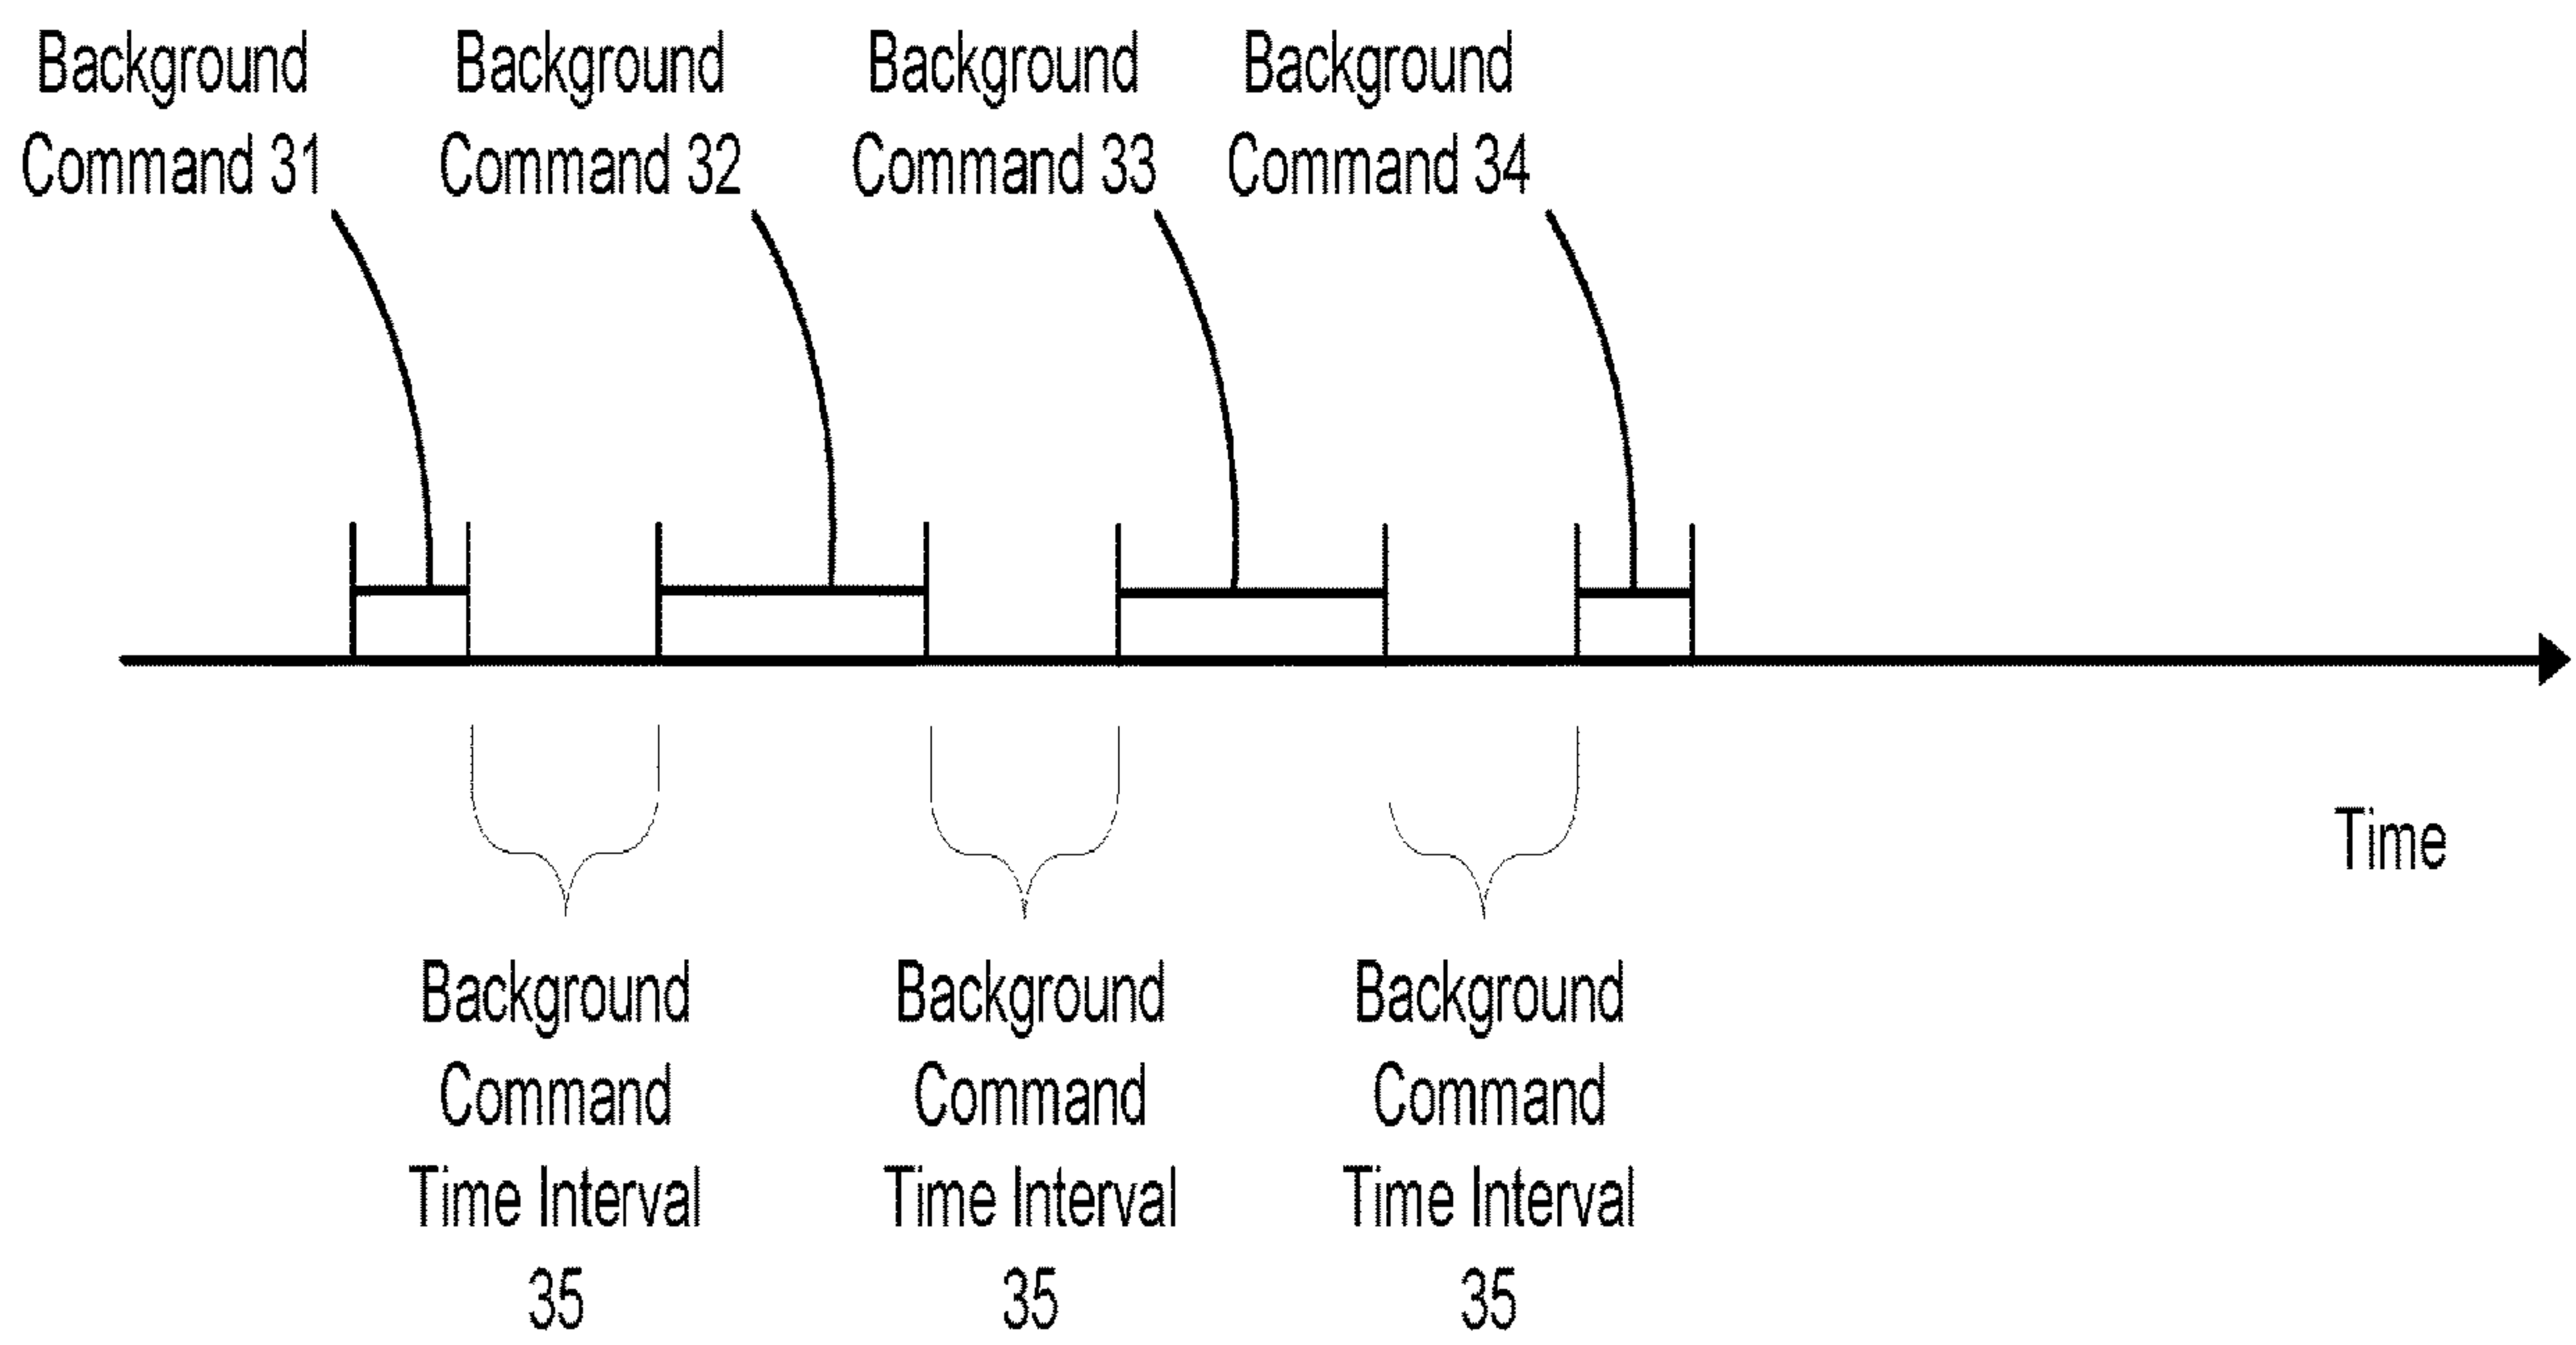 Background
Command 31
Background
Command 32
Background
Command 33
Background
Command 34
Time
Background
Command
Time Interval
35
Background
Command
Time Interval
35
Background
Command
Time Interval
35